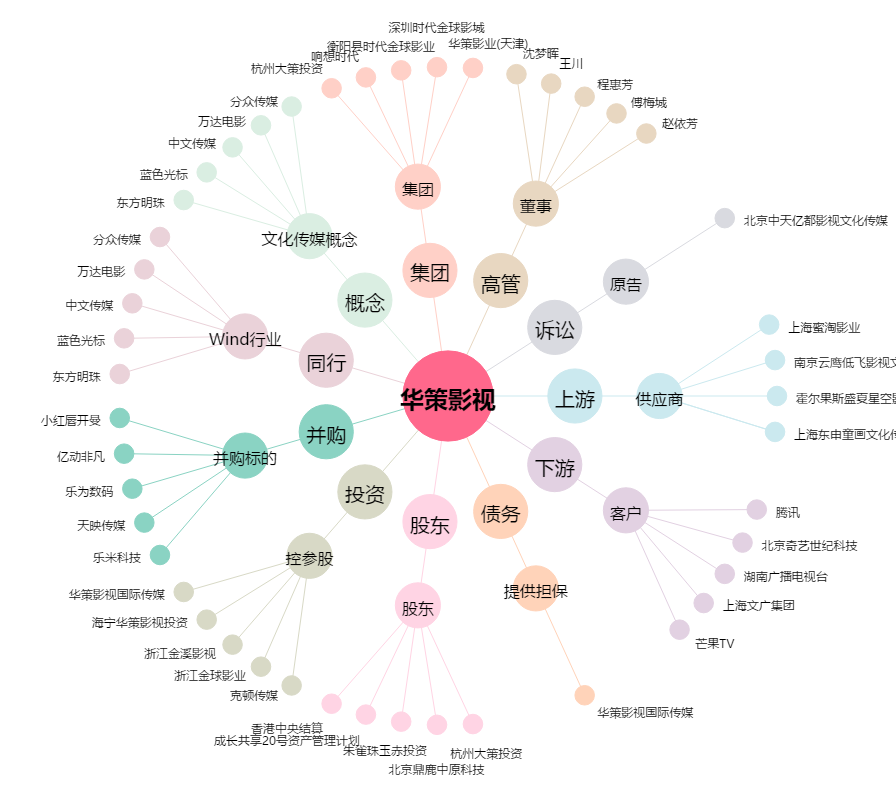 深圳时代金球影城
衡阳县时代金球影业
华策影业(天津)
响想时代
杭州大策投资
沈梦晖
王川
程惠芳
傅梅城
赵依芳
分众传媒
万达电影
中文传媒
蓝色光标
东方明珠
集团
董事
文化传媒概念
北京中天亿都影视文化传媒
分众传媒
万达电影
中文传媒
蓝色光标
东方明珠
集团
高管
原告
概念
诉讼
Wind行业
同行
上海蜜淘影业
南京云鹰低飞影视文
霍尔果斯盛夏星空
上海东申童画文化传
华策影视
上游
供应商
小红唇开曼
亿动非凡
乐为数码
天映传媒
乐米科技
并购
并购标的
下游
投资
股东
债务
客户
腾讯
北京奇艺世纪科技
湖南广播电视台
上海文广集团
芒果TV
控参股
华策影视国际传媒
海宁华策影视投资
浙江金溪影视
浙江金球影业
克顿传媒
股东
提供担保
华策影视国际传媒
香港中央结算
成长共享20号资产管理计划
朱雀珠玉赤投资
北京鼎鹿中原科技
杭州大策投资